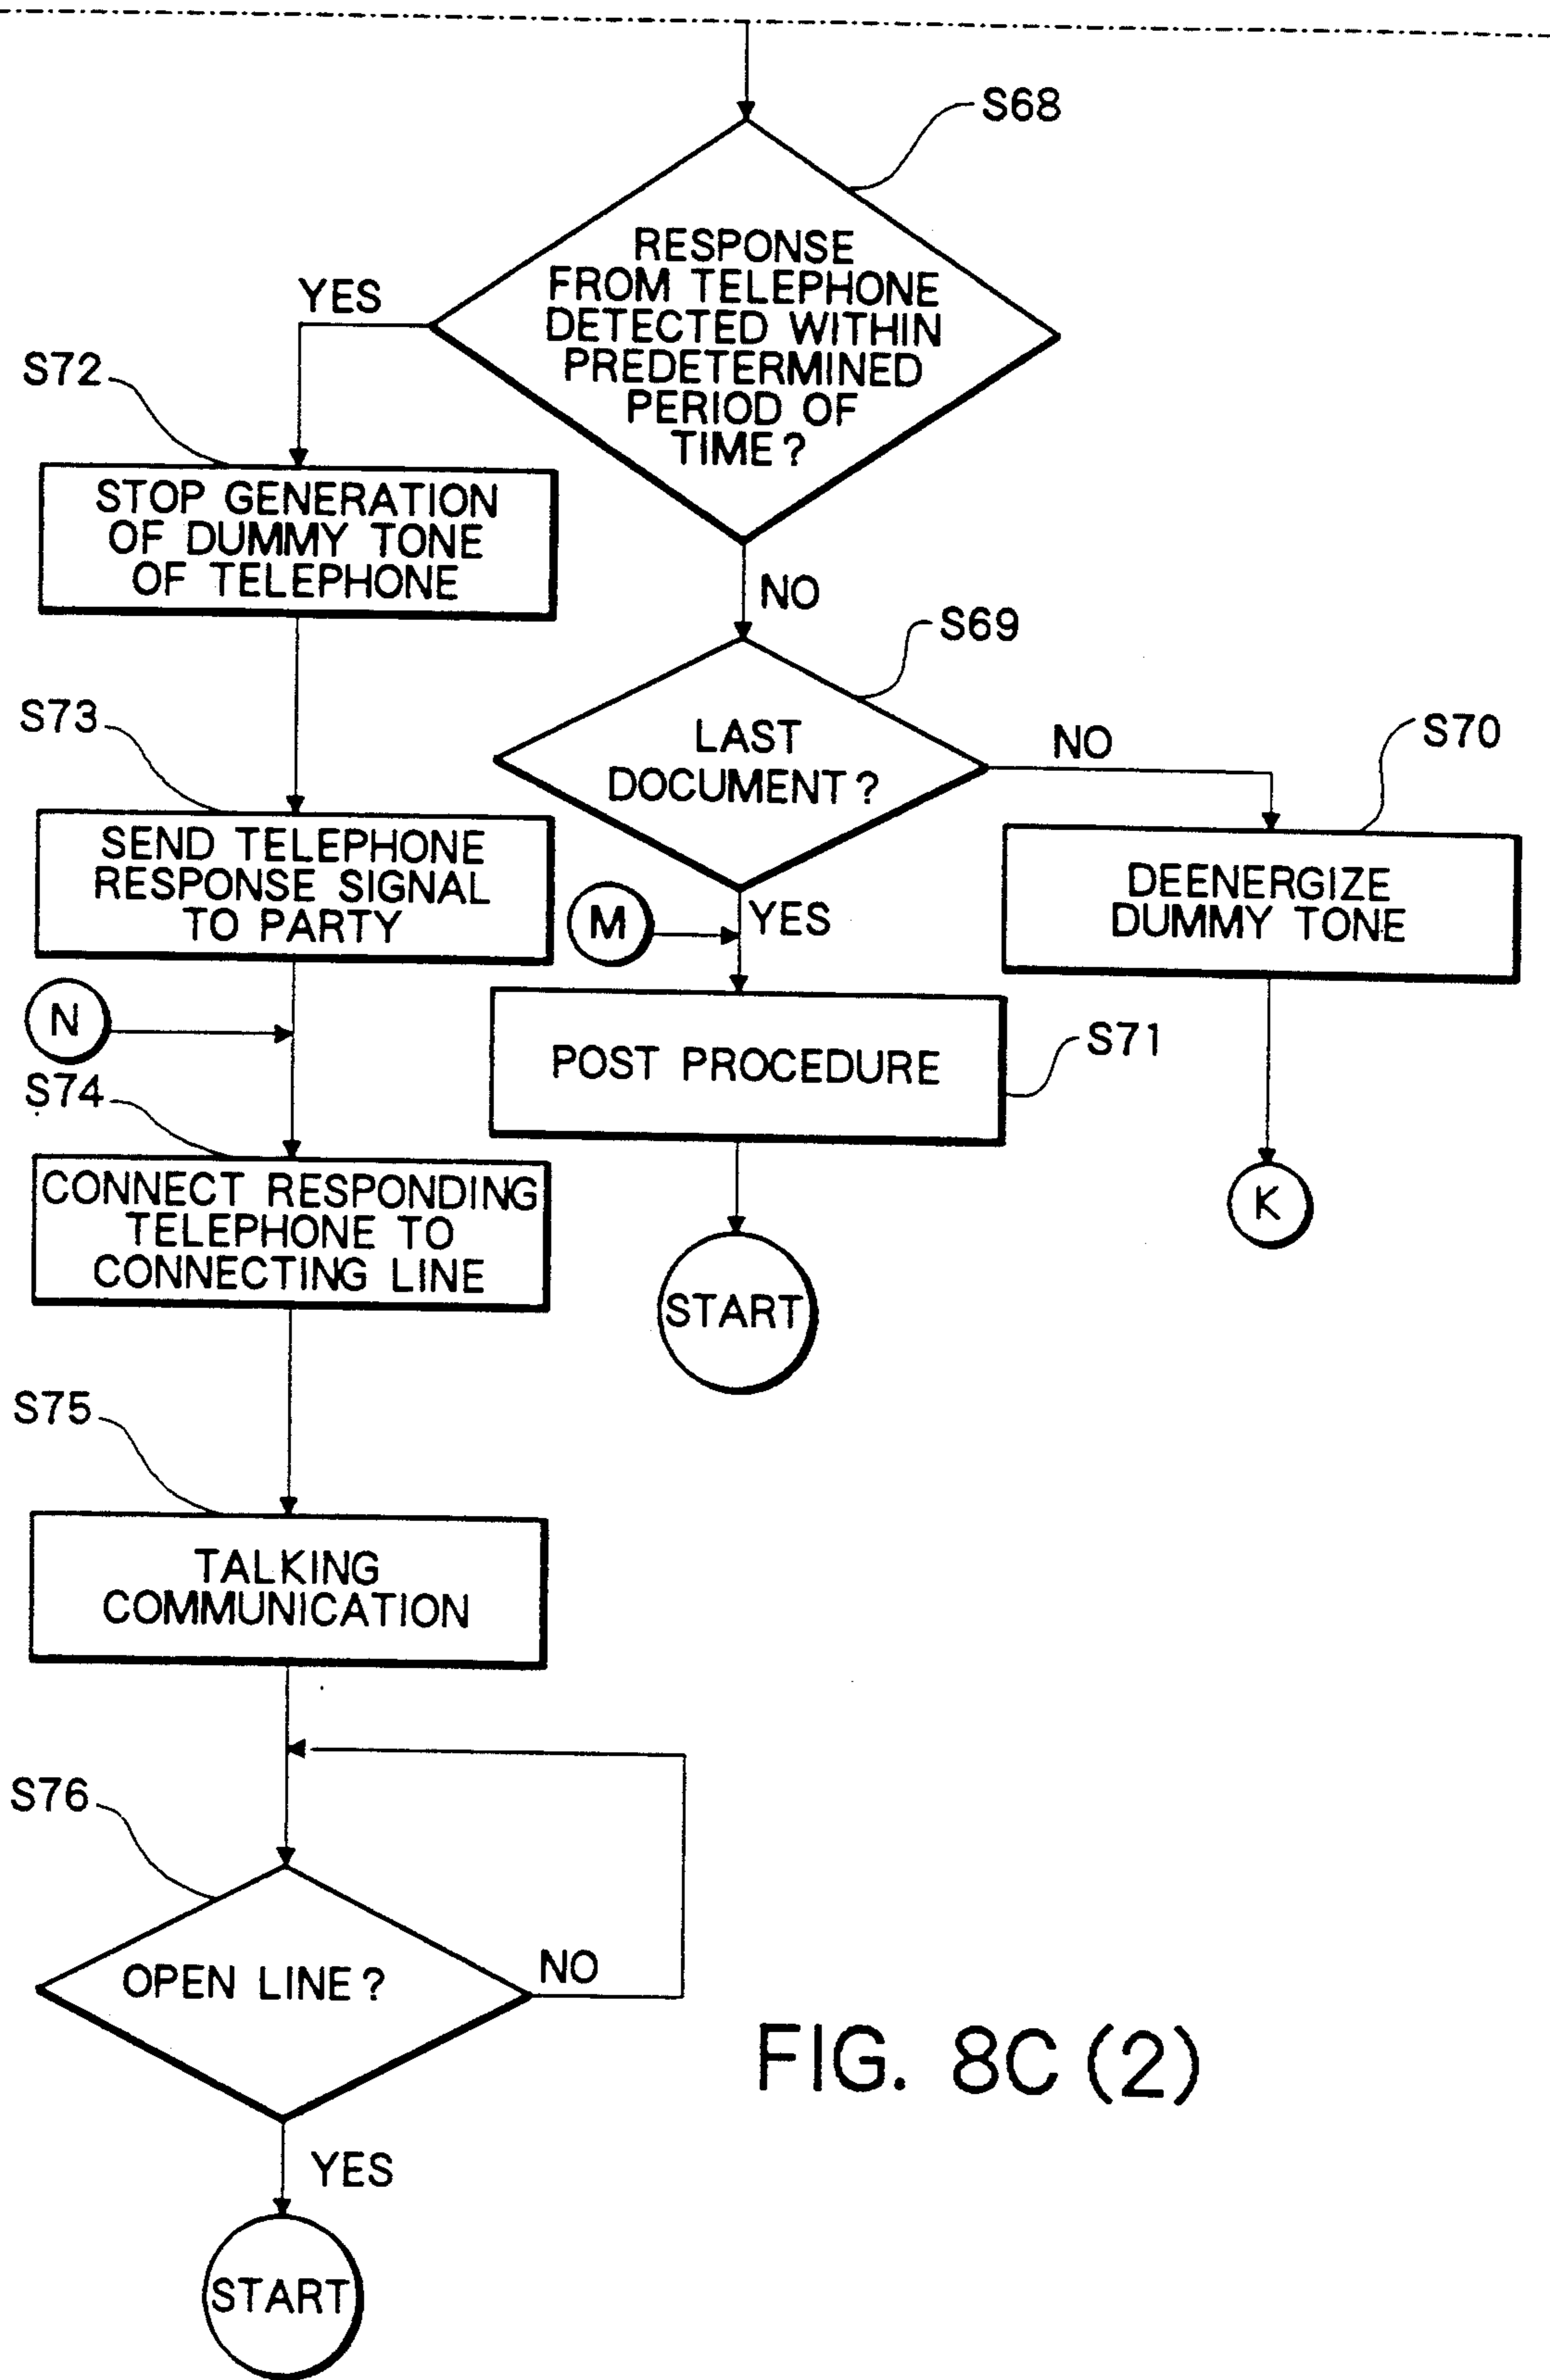 S68
RESPONSE
FROM TELEPHONE
DETECTED WITHIN
PREDETERMINED
PERIOD OF
TIME?
YES
NO
S72
STOP GENERATION
OF DUMMY TONE
OF TELEPHONE
S69
LAST
DOCUMENT?
NO
YES
S70
DEENERGIZE
DUMMY TONE
S73
SEND TELEPHONE
RESPONSE SIGNAL
TO PARTY
M
N
S71
POST PROCEDURE
K
START
S74
CONNECT RESPONDING
TELEPHONE TO
CONNECTING LINE
S75
TALKING
COMMUNICATION
S76
OPEN LINE?
NO
YES
START
FIG. 8C (2)